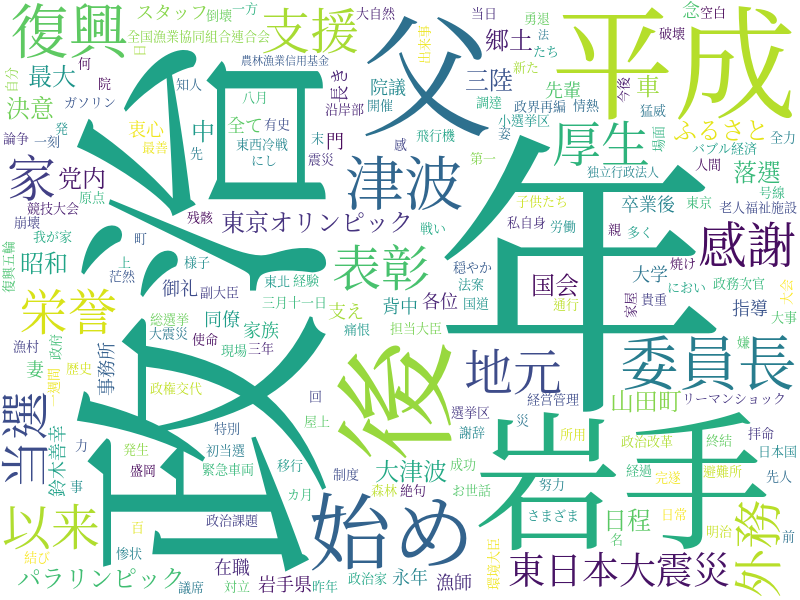 復興
スタッフ
倒壊
一方
全国漁業協同組合連合会
支援
父
大自然
当日
勇退
法
念
空白
破壊
平成
日
最大
何
院
知人
農林漁業信用基金
郷土
たち
出来事
新た
先輩
車
今後
自分
決意
ガソリン
八月
長き
院議
開催
三陸
調達
政界再編
情熱
猛威
論争
一刻
発
衷心
最善
中
先
全て
有史
東西冷戦
にし
沿岸部
末
門
感
震災
飛行機
小選挙区
姿
厚生
ふるさと
場面
全力
バブル経済
家
党内
競技大会
崩壊
原点
残骸
東京オリンピック
津波
第一
独立行政法人
人間
号線
落選
子供たち
戦い
私自身
労働
卒業後
親
多く
東京
老人福祉施設
政治
年
復興五輪
昭和
我が家
町
上
茫然
様子
東北
経験
表彰
穏やか
法案
国会
大学
焼け
におい
政務次官
感謝
大会
栄誉
御礼
副大臣
三月十一日
支え
背中
各位
国道
通行
家屋
貴重
指導
大事
漁村
政府
総選挙
大震災
使命
同僚
現場
家族
三年
痛恨
担当大臣
後
地元
委員長
嫌
妻
歴史
一週間
事務所
政権交代
回
屋上
選挙区
経営管理
山田町
リーマンショック
当選
鈴木善幸
力
事
発生
盛岡
特別
初当選
緊急車両
移行
カ月
制度
謝辞
災
所用
政治改革
終結
拝命
大津波
成功
森林
絶句
お世話
努力
岩手
経過
完遂
避難所
日本国
先人
以来
百
惨状
結び
政治課題
始め
さまざま
日程
日常
明治
名
外務
前
在職
パラリンピック
議席
対立
岩手県
昨年
政治家
永年
漁師
環境大臣
東日本大震災